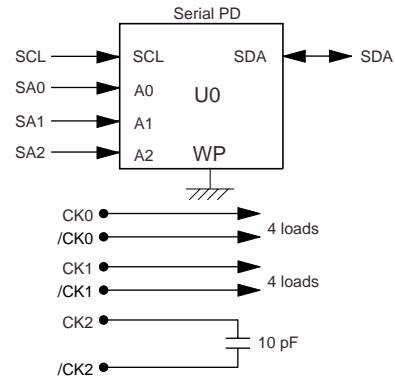 Serial PD
SCL SCL SDA SDA
SA0 A0 U0
SA1 A1
SA2 A2 WP
CK0
/CK0 4 loads
CK1
/CK1 4 loads
CK2
10 pF
/CK2